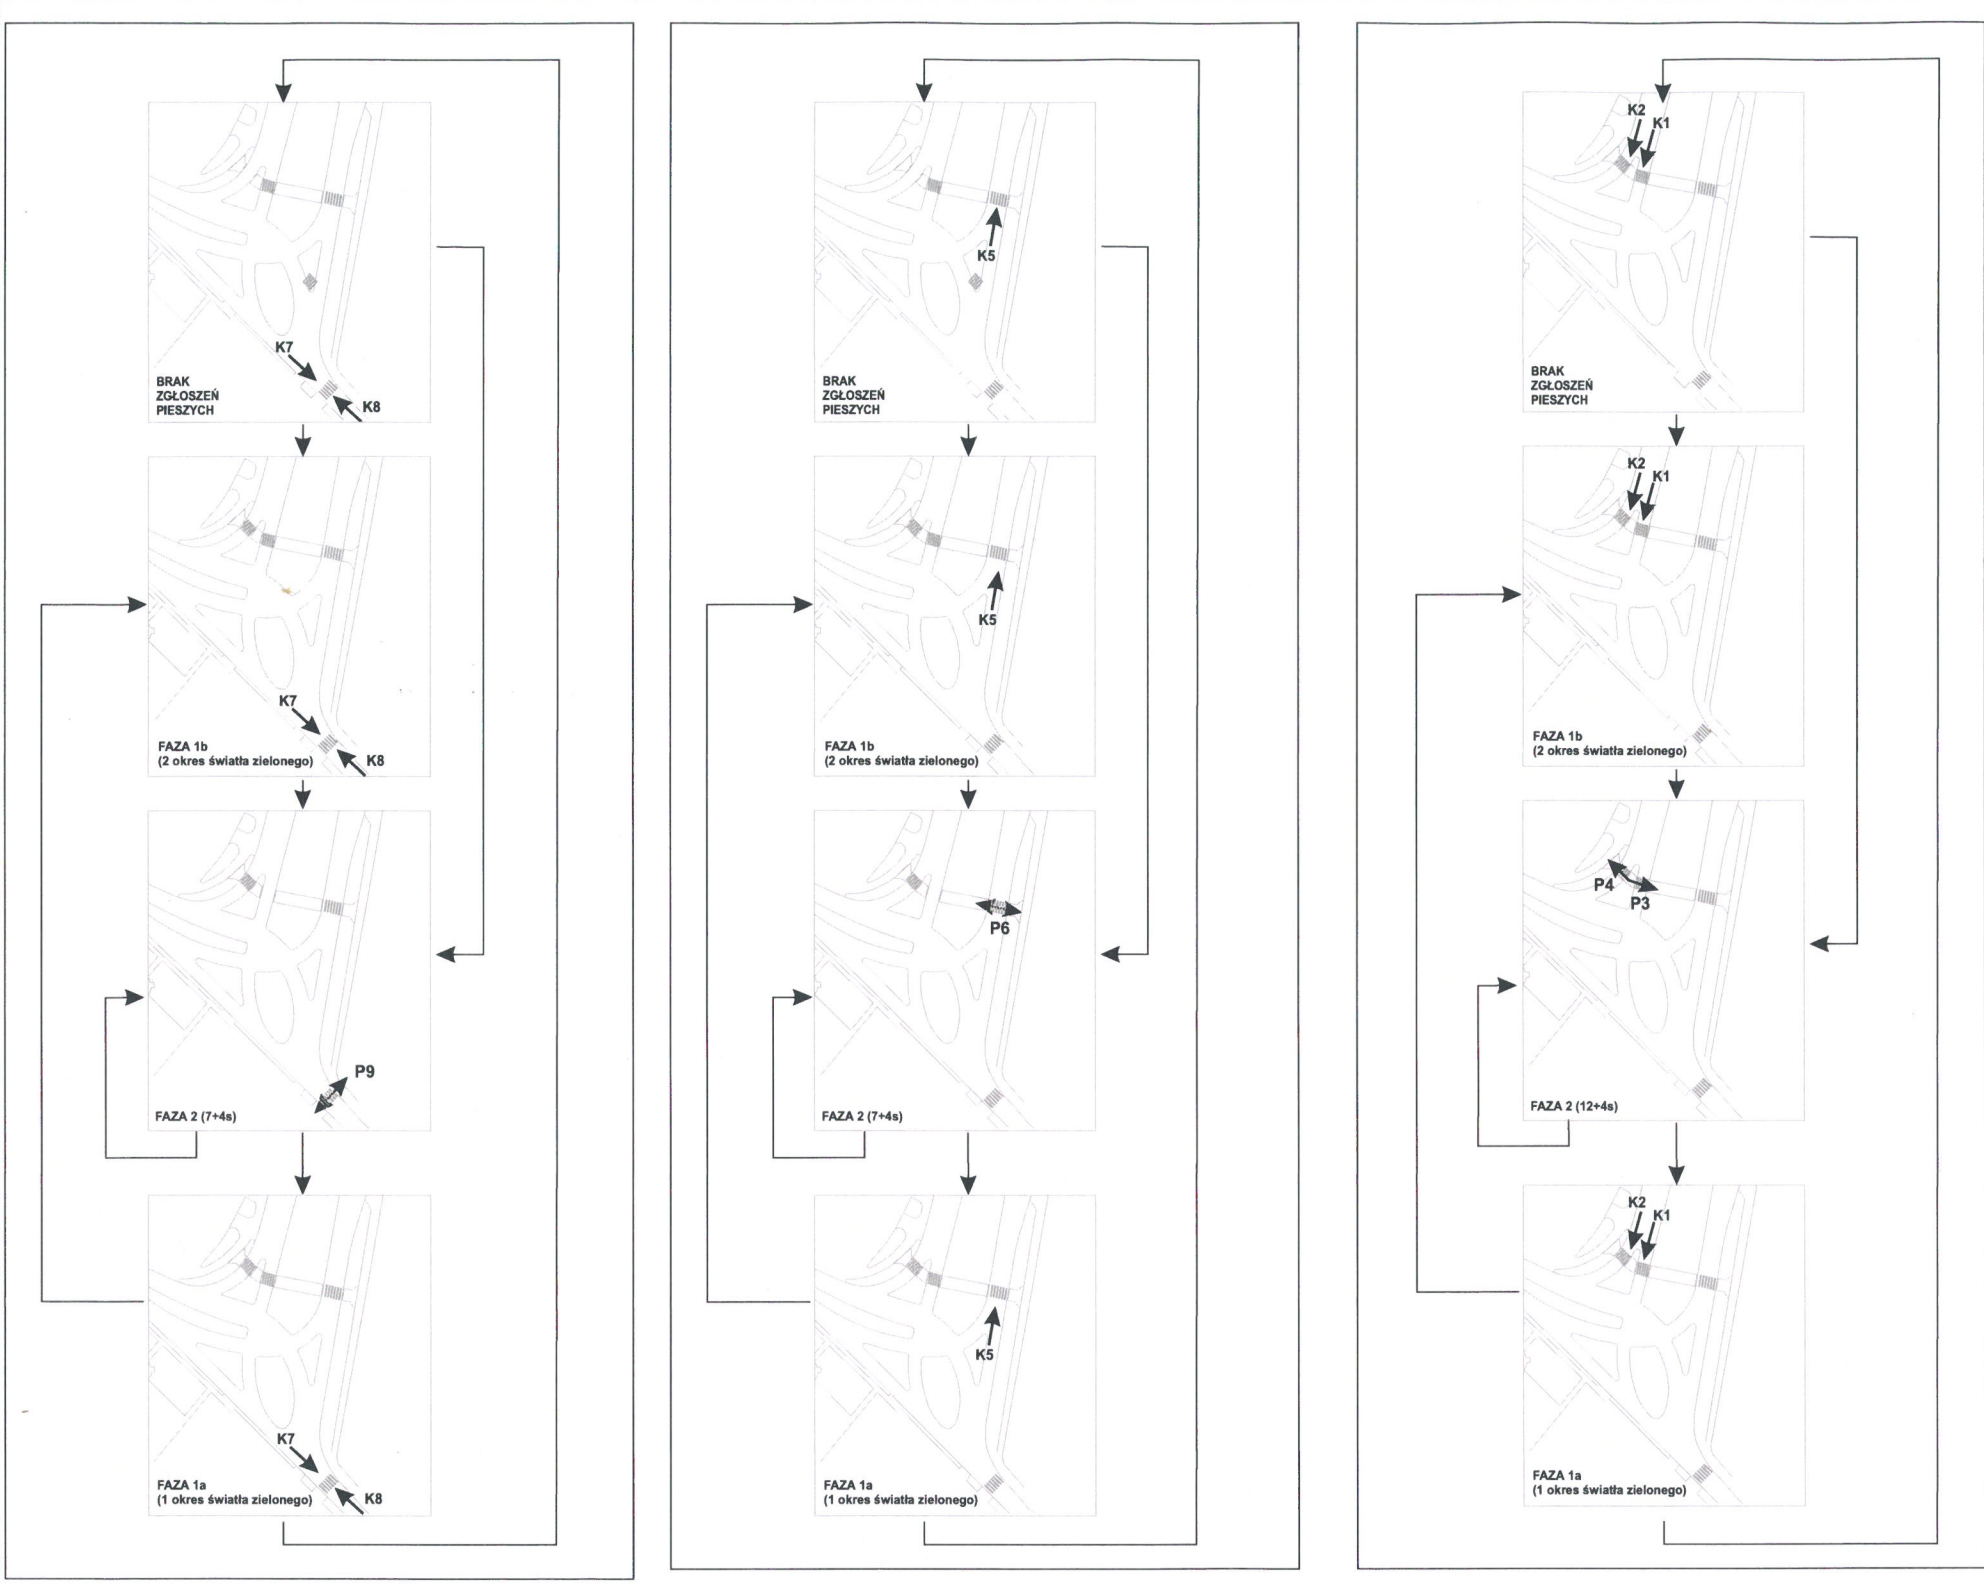 K7
K8
BRAK
ZGŁOSZEŃ
PIESZYCH
K7
K8
FAZA 1b
(2 okres światła zielonego)
P9
FAZA 2 (7+4s)
K7
K8
FAZA 1a
(1 okres światła zielonego)
K5
BRAK
ZGŁOSZEŃ
PIESZYCH
K5
FAZA 1b
(2 okres światła zielonego)
P6
FAZA 2 (7+4s)
K5
FAZA 1a
(1 okres światła zielonego)
K2
K1
BRAK
ZGŁOSZEŃ
PIESZYCH
K2
K1
FAZA 1b
(2 okres światła zielonego)
P4
P3
FAZA 2 (12+4s)
K2
K1
FAZA 1a
(1 okres światła zielonego)